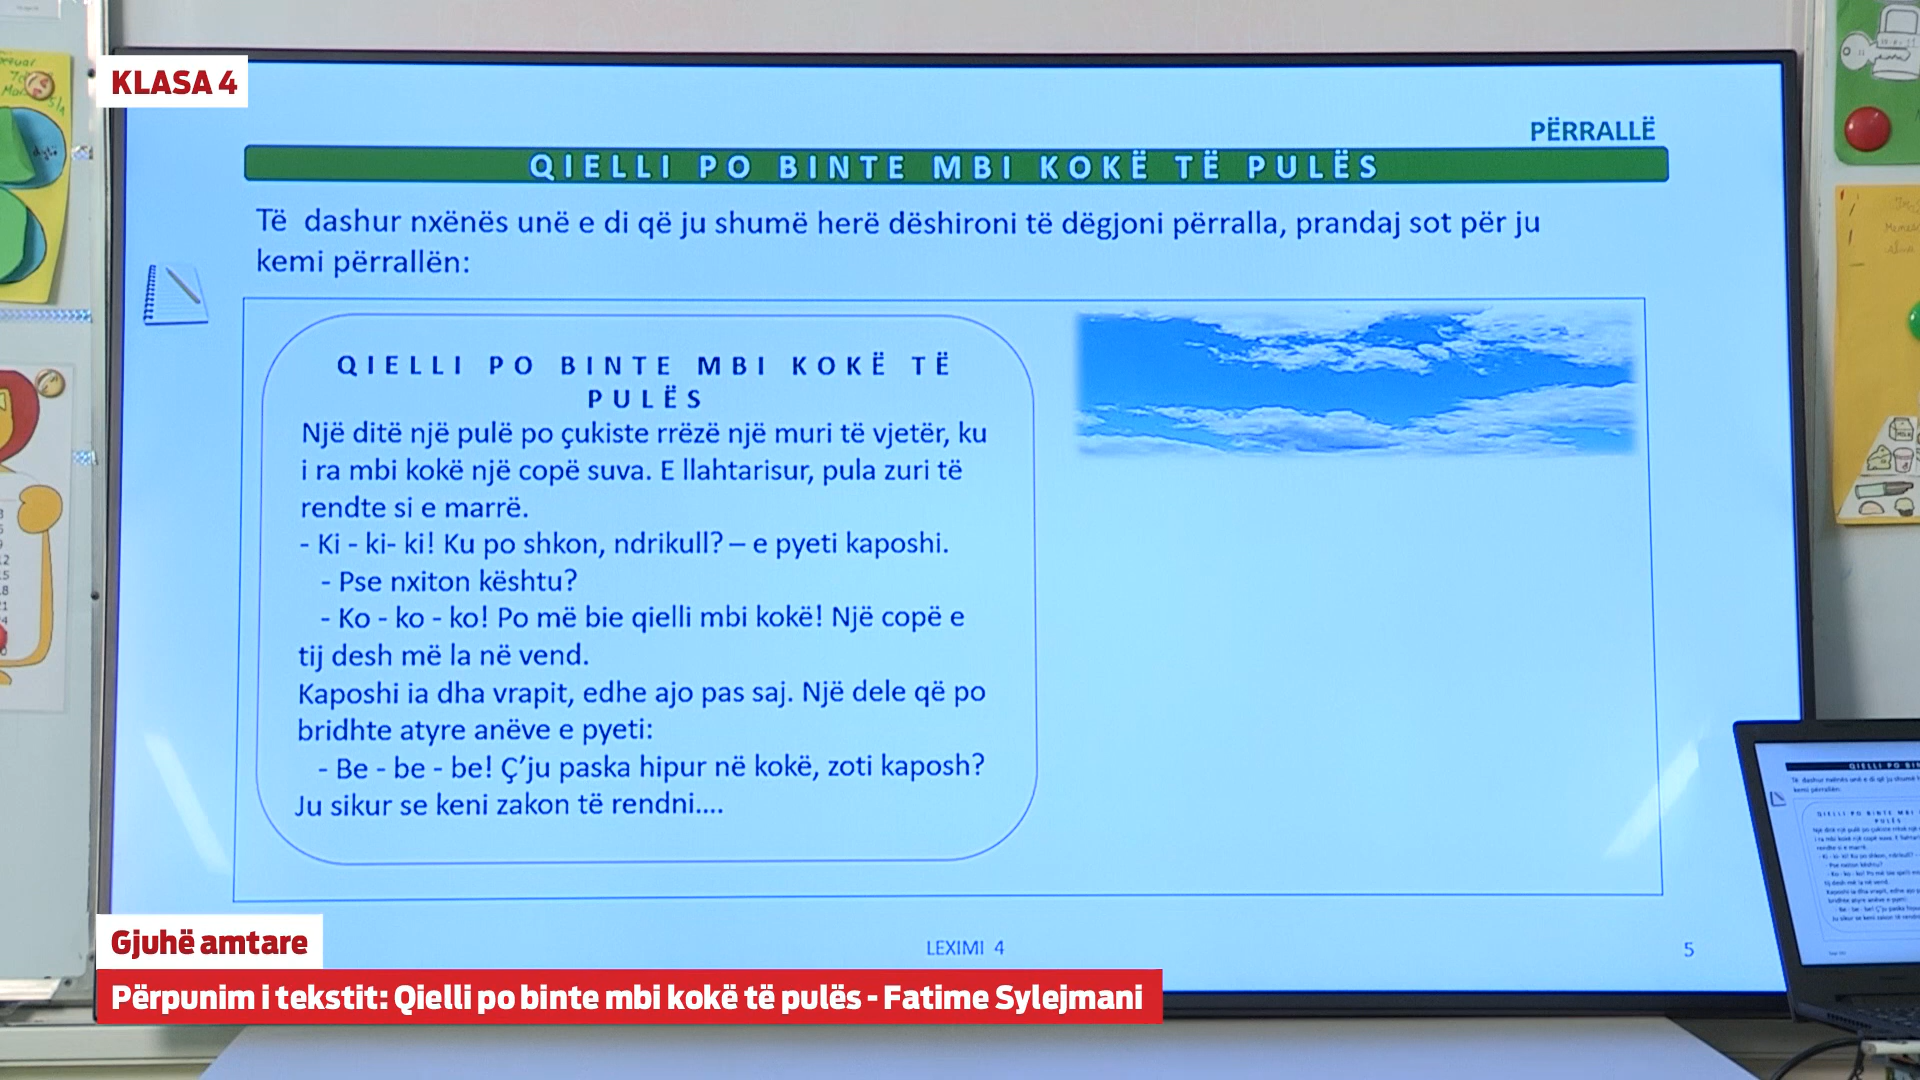 KLASA 4
PËRRALLË
QIELLI PO BINTE MBI KOKË TË PULËS
Të dashur nxënës unë e di që ju shumë herë dëshironi të dëgjoni përralla, prandaj sot për ju
kemi përrallën:
QIELLI PO BINTE MBI KOKË TË
PULËS
Një ditë një pulë po çukiste rrëzë një muri të vjetër, ku
i ra mbi kokë një copë suva. E llahtarisur, pula zuri të
rendte si e marrë.
- Ki - ki- ki! Ku po shkon, ndrikull? – e pyeti kaposhi.
- Pse nxiton kështu?
- Ko - ko - ko! Po më bie qielli mbi kokë! Një copë e
tij desh më la në vend.
Kaposhi ia dha vrapit, edhe ajo pas saj. Një dele që po
bridhte atyre anëve e pyeti:
- Be - be - be! Ç’ju paska hipur në kokë, zoti kaposh?
Ju sikur se keni zakon të rendni....
LEXIMI 4
5
Gjuhë amtare
Përpunim i tekstit: Qielli po binte mbi kokë të pulës - Fatime Sylejmani